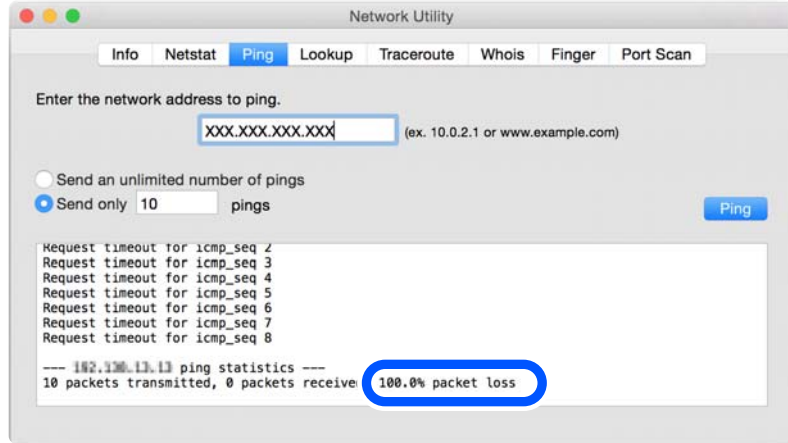 Network Utility
Info Netstat Ping Lookup Traceroute Whois Finger Port Scan
Enter the network address to ping.
XXX.XXX.XXX.XXX (ex. 10.0.2.1 or www.example.com)
Send an unlimited number of pings
Send only 10 pings
Ping
Request timeout for icmp_seq 2
Request timeout for icmp_seq 3
Request timeout for icmp_seq 4
Request timeout for icmp_seq 5
Request timeout for icmp_seq 6
Request timeout for icmp_seq 7
Request timeout for icmp_seq 8
--- ping statistics ---
10 packets transmitted, 0 packets receive 100.0% packet loss